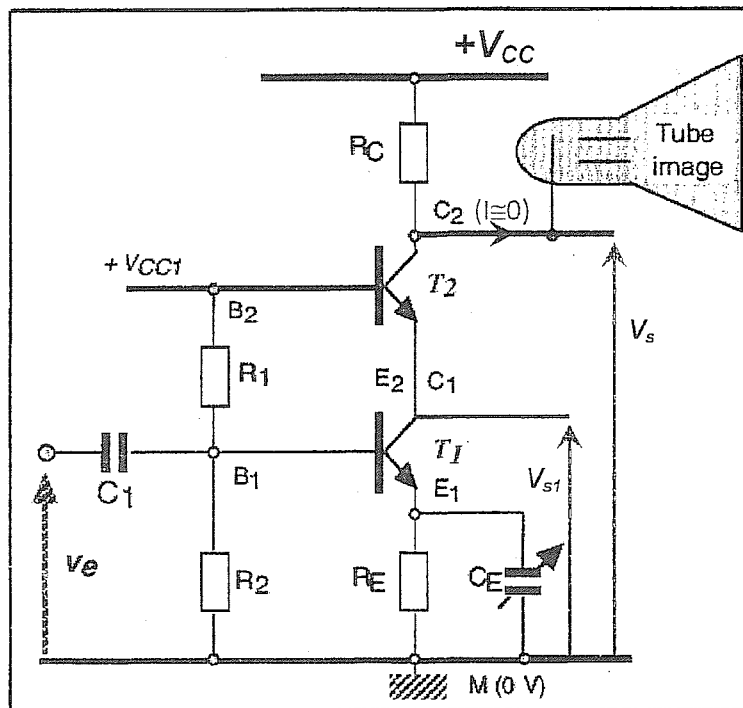 +VCC
RC
Tube
image
C2 (I≅0)
+ VCC1
T2
B2
Vs
R1
E2 C1
T1
C1
B1
E1
Vs1
ve
R2
RE
CE
M (0 V)